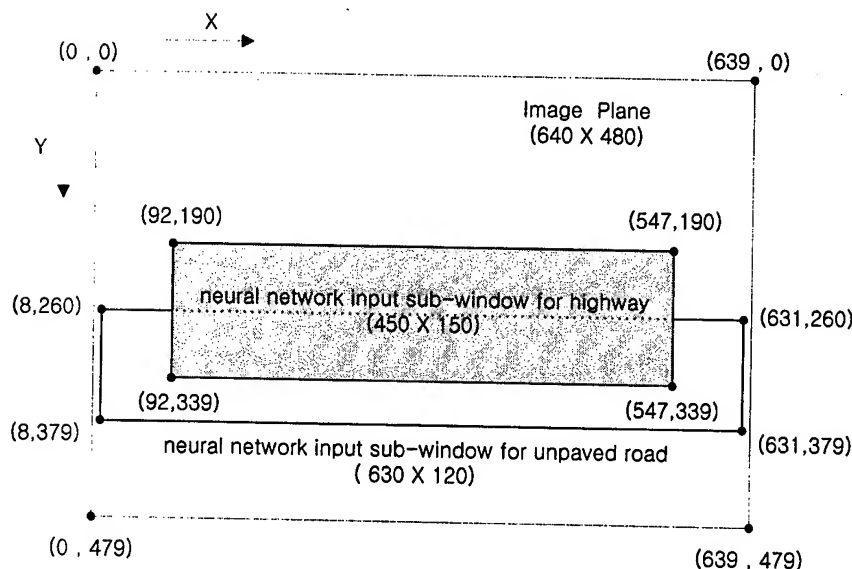 X
(0 , 0)
(639 , 0)
Image Plane
(640 X 480)
Y
(92,190)
(547,190)
neural network input sub-window for highway
(450 X 150)
(8,260)
(631,260)
(92,339)
(547,339)
(8,379)
(631,379)
neural network input sub-window for unpaved road
( 630 X 120)
(0 , 479)
(639 , 479)